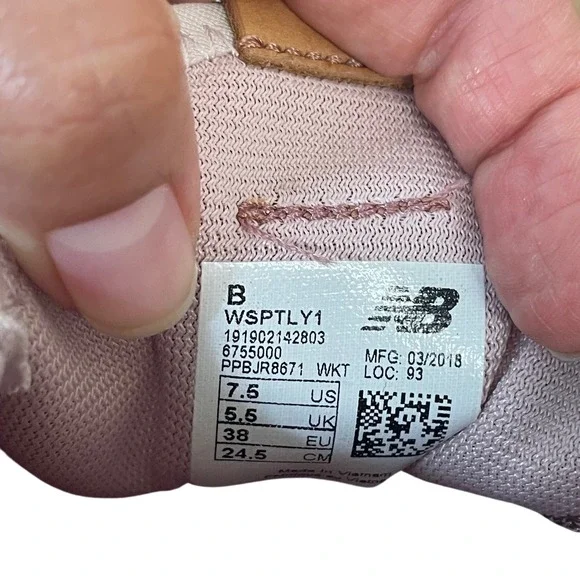 B
WSPTLY1
191902142803
6755000
PPBJR8671 WKT
MFG: 03/2018
LOC: 93
7.5 US
5.5 UK
38 EU
24.5 CM
Made in Vietnam
Vietnam